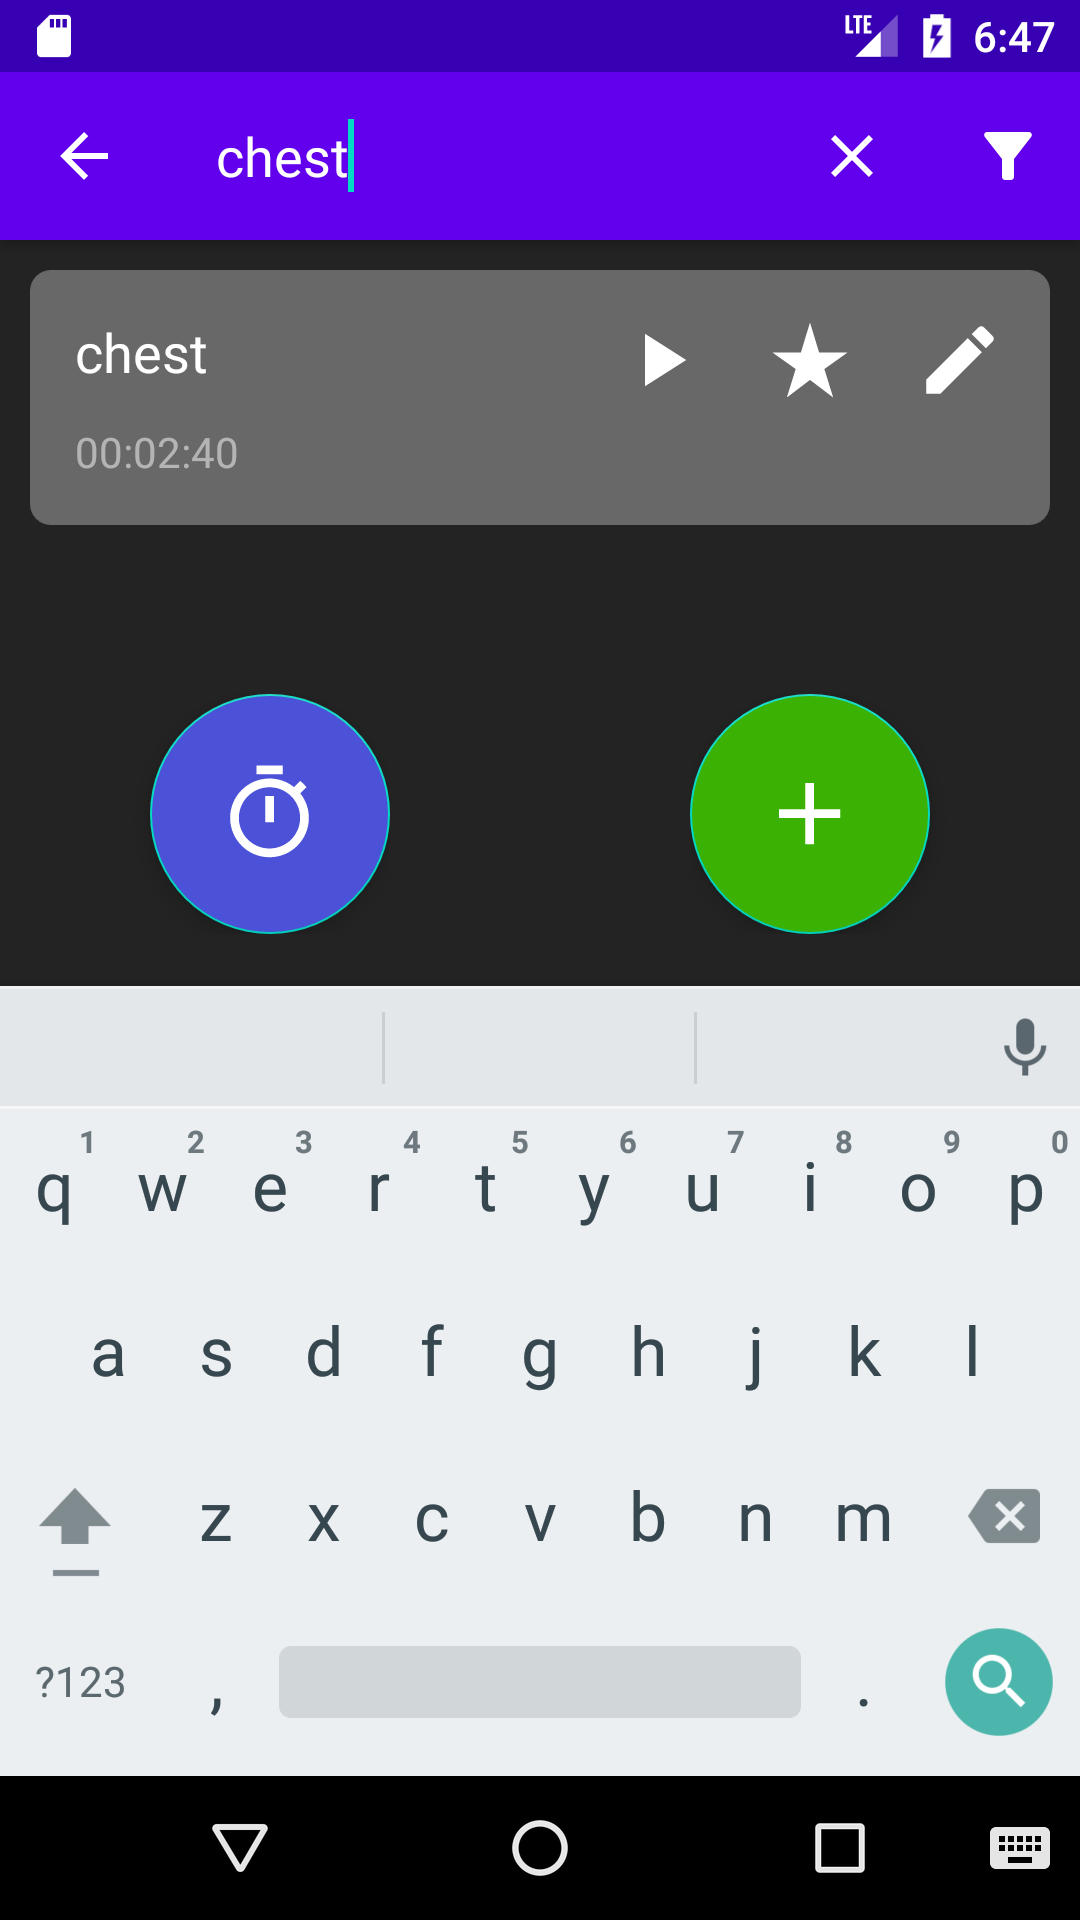 LTE 6:47
chest
chest
00:02:40
1 2 3 4 5 6 7 8 9 0
q w e r t y u i o p
a s d f g h j k l
z x c v b n m
?123 , .